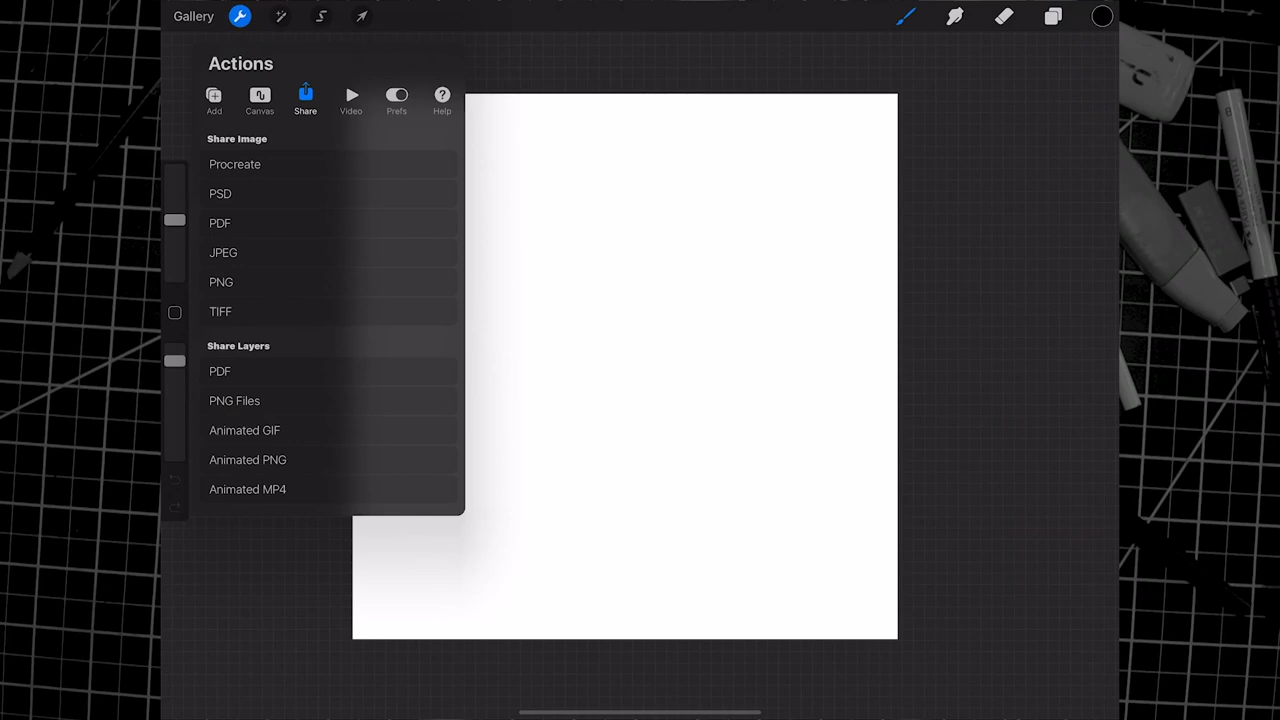 Gallery
Actions
Add Canvas Share Video Prefs Help
Share Image
Procreate
PSD
PDF
JPEG
PNG
TIFF
Share Layers
PDF
PNG Files
Animated GIF
Animated PNG
Animated MP4